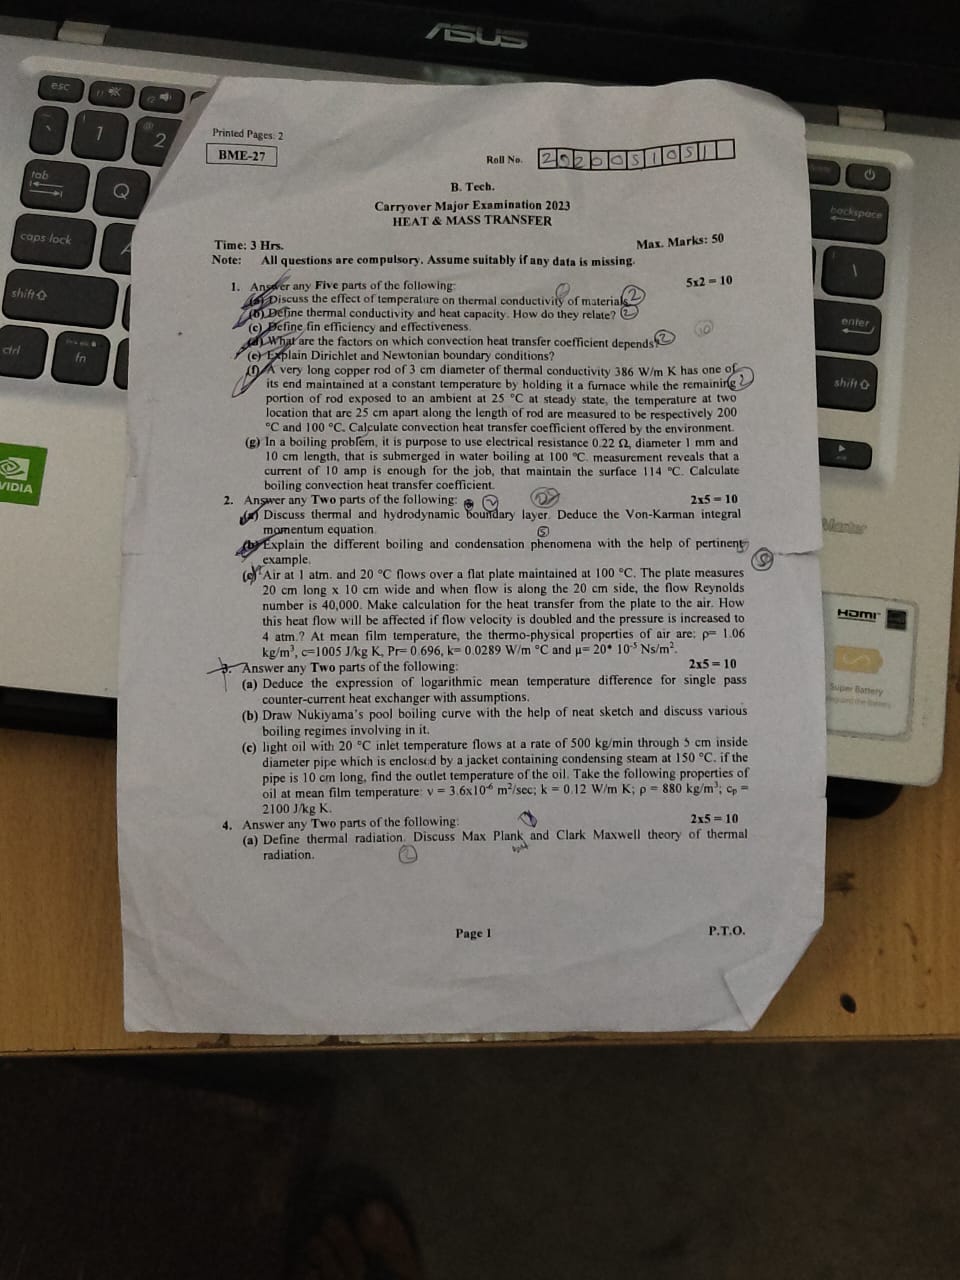 ASUS
esc
1
2
tab
Q
caps lock
shift
ctrl
fn
backspace
enter
shift
NVIDIA
HDMI
Super Battery
Printed Pages: 2
BME-27
Roll No. 2020051051
B. Tech.
Carryover Major Examination 2023
HEAT & MASS TRANSFER
Time: 3 Hrs. Max. Marks: 50
Note: All questions are compulsory. Assume suitably if any data is missing.
1. Answer any Five parts of the following: 5x2 = 10
(a) Discuss the effect of temperature on thermal conductivity of materials. 2
(b) Define thermal conductivity and heat capacity. How do they relate? 2
(c) Define fin efficiency and effectiveness.
(d) What are the factors on which convection heat transfer coefficient depends? 2
(e) Explain Dirichlet and Newtonian boundary conditions?
(f) A very long copper rod of 3 cm diameter of thermal conductivity 386 W/m K has one of
its end maintained at a constant temperature by holding it a furnace while the remaining
portion of rod exposed to an ambient at 25 °C at steady state, the temperature at two
location that are 25 cm apart along the length of rod are measured to be respectively 200
°C and 100 °C. Calculate convection heat transfer coefficient offered by the environment.
(g) In a boiling problem, it is purpose to use electrical resistance 0.22 Ω, diameter 1 mm and
10 cm length, that is submerged in water boiling at 100 °C. measurement reveals that a
current of 10 amp is enough for the job, that maintain the surface 114 °C. Calculate
boiling convection heat transfer coefficient.
2. Answer any Two parts of the following: 2x5 = 10
(a) Discuss thermal and hydrodynamic boundary layer. Deduce the Von-Karman integral
momentum equation. 5
(b) Explain the different boiling and condensation phenomena with the help of pertinent
example.
(c) Air at 1 atm. and 20 °C flows over a flat plate maintained at 100 °C. The plate measures
20 cm long x 10 cm wide and when flow is along the 20 cm side, the flow Reynolds
number is 40,000. Make calculation for the heat transfer from the plate to the air. How
this heat flow will be affected if flow velocity is doubled and the pressure is increased to
4 atm.? At mean film temperature, the thermo-physical properties of air are; ρ= 1.06
kg/m³, c=1005 J/kg K, Pr= 0.696, k= 0.0289 W/m °C and μ= 20* 10⁻⁵ Ns/m².
3. Answer any Two parts of the following: 2x5 = 10
(a) Deduce the expression of logarithmic mean temperature difference for single pass
counter-current heat exchanger with assumptions.
(b) Draw Nukiyama's pool boiling curve with the help of neat sketch and discuss various
boiling regimes involving in it.
(c) light oil with 20 °C inlet temperature flows at a rate of 500 kg/min through 5 cm inside
diameter pipe which is enclosed by a jacket containing condensing steam at 150 °C. if the
pipe is 10 cm long, find the outlet temperature of the oil. Take the following properties of
oil at mean film temperature: ν = 3.6x10⁻⁶ m²/sec; k = 0.12 W/m K; ρ = 880 kg/m³; cₚ =
2100 J/kg K.
4. Answer any Two parts of the following: 2x5 = 10
(a) Define thermal radiation. Discuss Max Plank and Clark Maxwell theory of thermal
radiation. 2
Page 1 P.T.O.